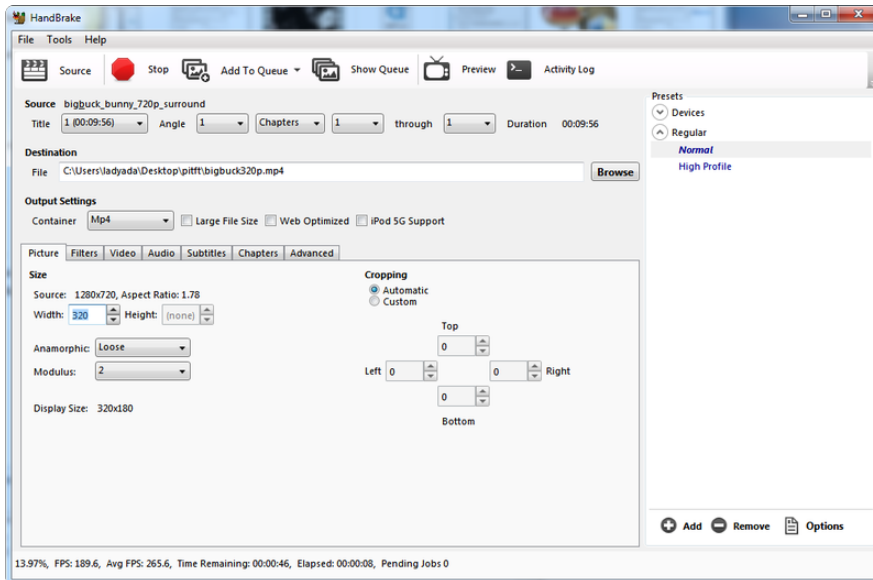 HandBrake
File Tools Help
Source Stop Add To Queue Show Queue Preview Activity Log
Source bigbuck_bunny_720p_surround
Title 1 (00:09:56) Angle 1 Chapters 1 through 1 Duration 00:09:56
Destination
File C:\Users\ladyada\Desktop\pitft\bigbuck320p.mp4 Browse
Output Settings
Container Mp4 Large File Size Web Optimized iPod 5G Support
Picture Filters Video Audio Subtitles Chapters Advanced
Size
Source: 1280x720, Aspect Ratio: 1.78
Width: 320 Height: (none)
Anamorphic: Loose
Modulus: 2
Display Size: 320x180
Cropping
Automatic
Custom
Top
0
Left 0 0 Right
0
Bottom
Presets
Devices
Regular
Normal
High Profile
Add Remove Options
13.97%, FPS: 189.6, Avg FPS: 265.6, Time Remaining: 00:00:46, Elapsed: 00:00:08, Pending Jobs 0